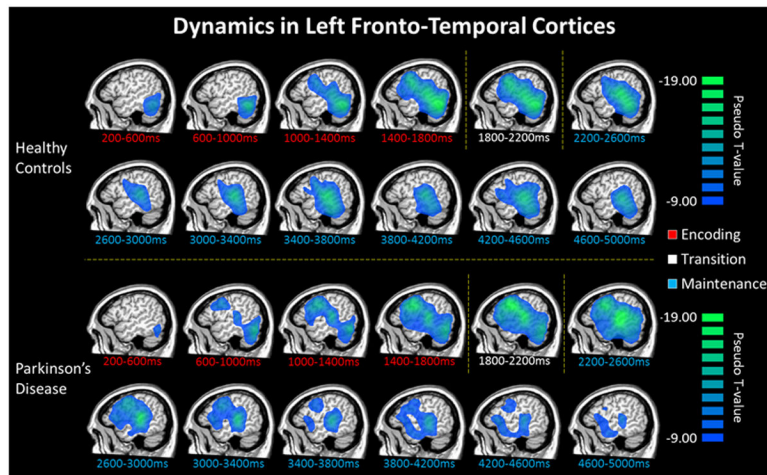 Dynamics in Left Fronto-Temporal Cortices
200-600ms
600-1000ms
1000-1400ms
1400-1800ms
1800-2200ms
2200-2600ms
Healthy
Controls
2600-3000ms
3000-3400ms
3400-3800ms
3800-4200ms
4200-4600ms
4600-5000ms
-19.00
Pseudo T-value
-9.00
Encoding
Transition
Maintenance
200-600ms
600-1000ms
1000-1400ms
1400-1800ms
1800-2200ms
2200-2600ms
Parkinson's
Disease
2600-3000ms
3000-3400ms
3400-3800ms
3800-4200ms
4200-4600ms
4600-5000ms
-19.00
Pseudo T-value
-9.00